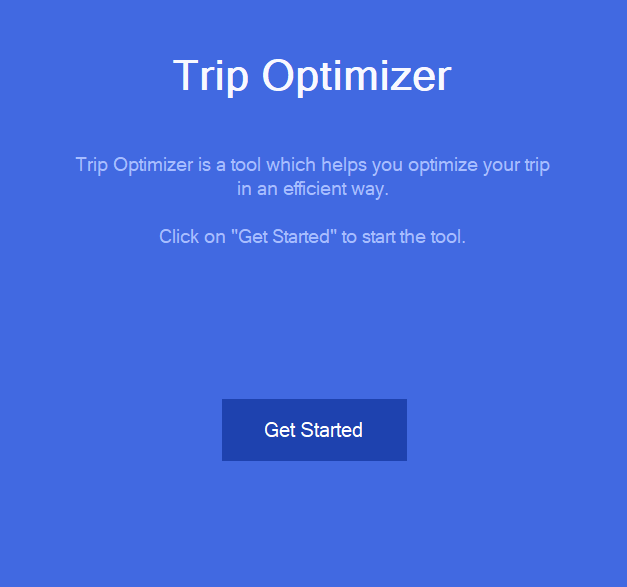 Trip Optimizer
Trip Optimizer is a tool which helps you optimize your trip
in an efficient way.
Click on "Get Started" to start the tool.
Get Started